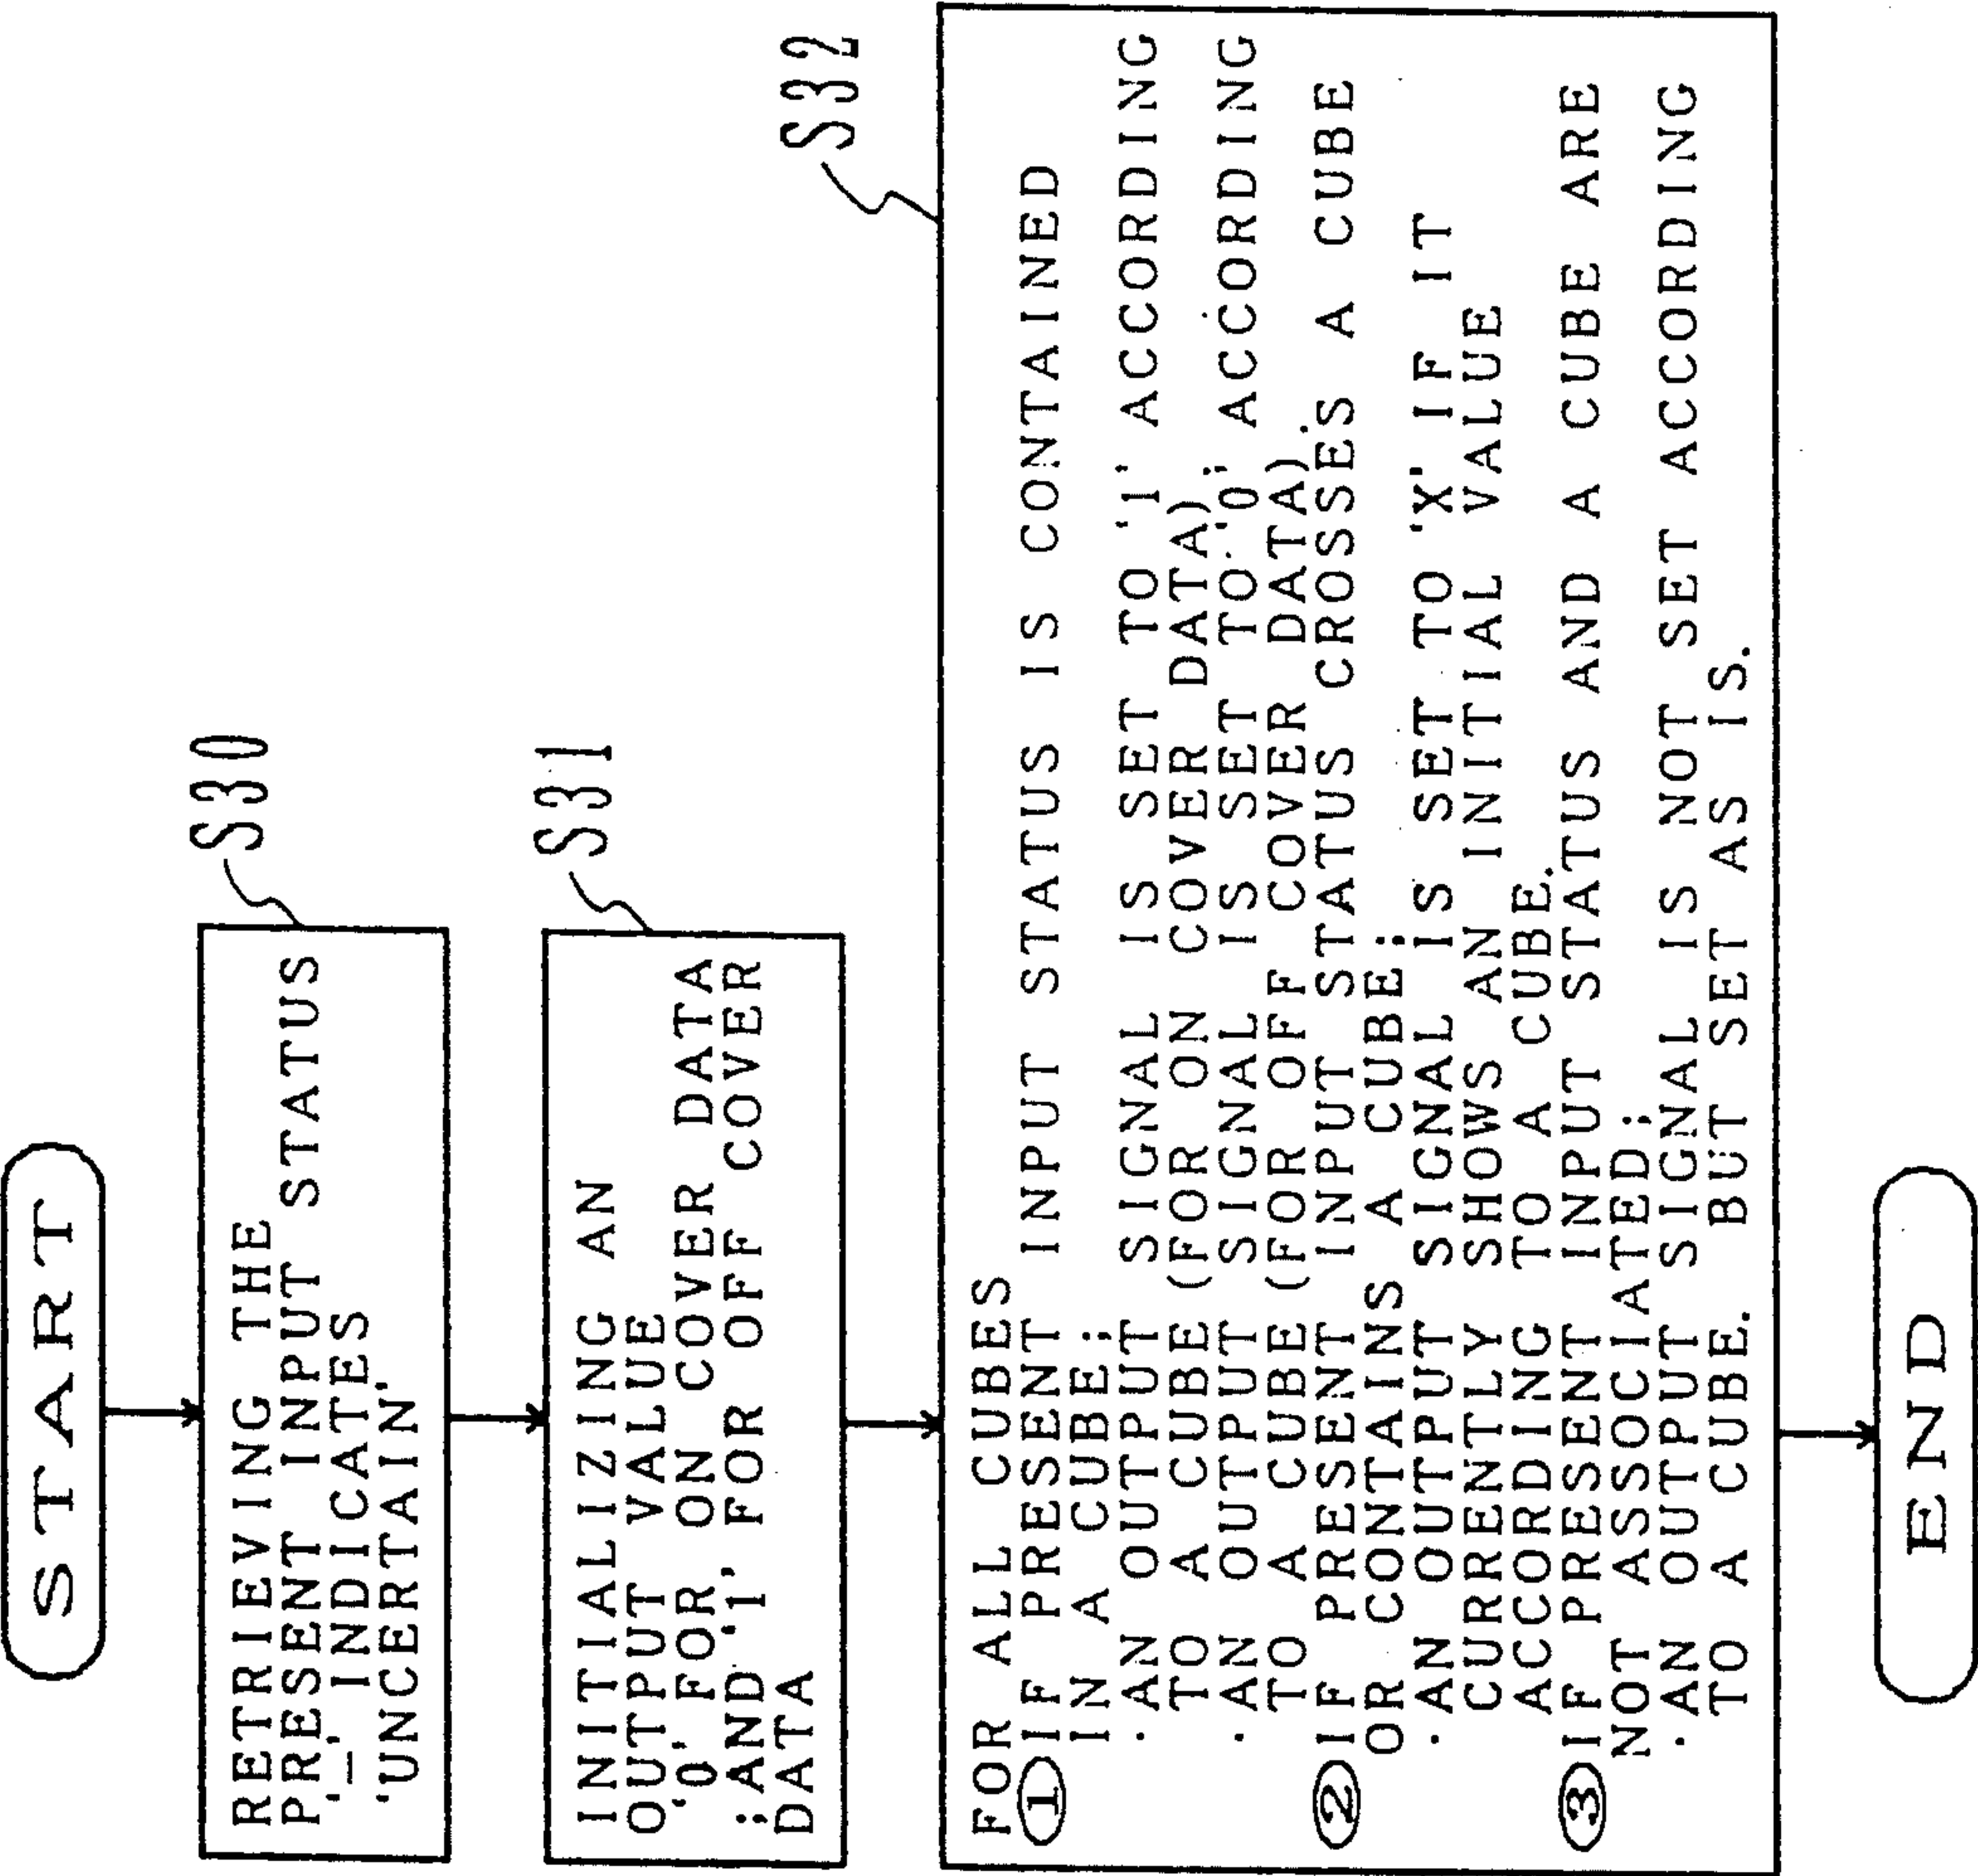 START
S30
RETRIEVING THE
PRESENT INPUT STATUS
'–' INDICATES
'UNCERTAIN'
S31
INITIALIZING AN
OUTPUT VALUE
'0' FOR ON COVER DATA
;AND '1' FOR OFF COVER
DATA
S32
FOR ALL CUBES
①IF PRESENT INPUT STATUS IS CONTAINED
IN A CUBE;
·AN OUTPUT SIGNAL IS SET TO '1' ACCORDING
TO A CUBE (FOR ON COVER DATA);
·AN OUTPUT SIGNAL IS SET TO '0' ACCORDING
TO A CUBE (FOR OFF COVER DATA).
②IF PRESENT INPUT STATUS CROSSES A CUBE
OR CONTAINS A CUBE;
·AN OUTPUT SIGNAL IS SET TO 'X' IF IT
CURRENTLY SHOWS AN INITIAL VALUE
ACCORDING TO A CUBE.
③IF PRESENT INPUT STATUS AND A CUBE ARE
NOT ASSOCIATED;
·AN OUTPUT SIGNAL IS NOT SET ACCORDING
TO A CUBE. BUT SET AS IS.
END